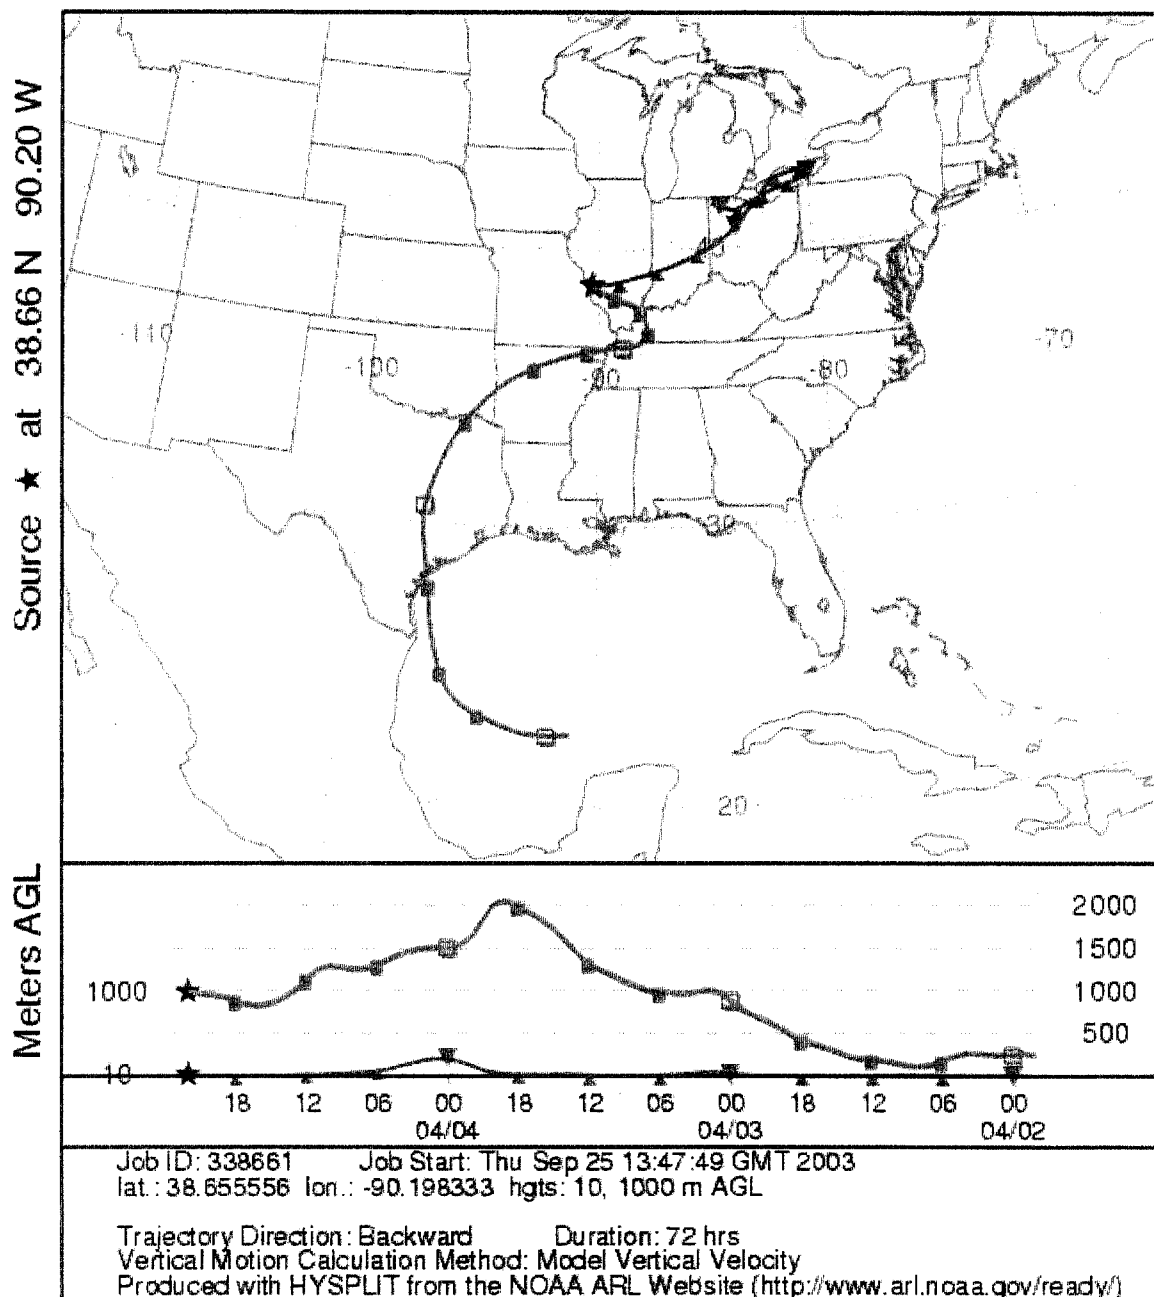 Source ★ at 38.66 N 90.20 W
-110
-100
-90
-80
-70
30
20
Meters AGL
2000
1500
1000 1000
500
10
18 12 06 00 18 12 06 00 18 12 06 00
04/04 04/03 04/02
Job ID: 338661 Job Start: Thu Sep 25 13:47:49 GMT 2003
lat.: 38.655556 lon.: -90.198333 hgts: 10, 1000 m AGL
Trajectory Direction: Backward Duration: 72 hrs
Vertical Motion Calculation Method: Model Vertical Velocity
Produced with HYSPLIT from the NOAA ARL Website (http://www.arl.noaa.gov/ready/)